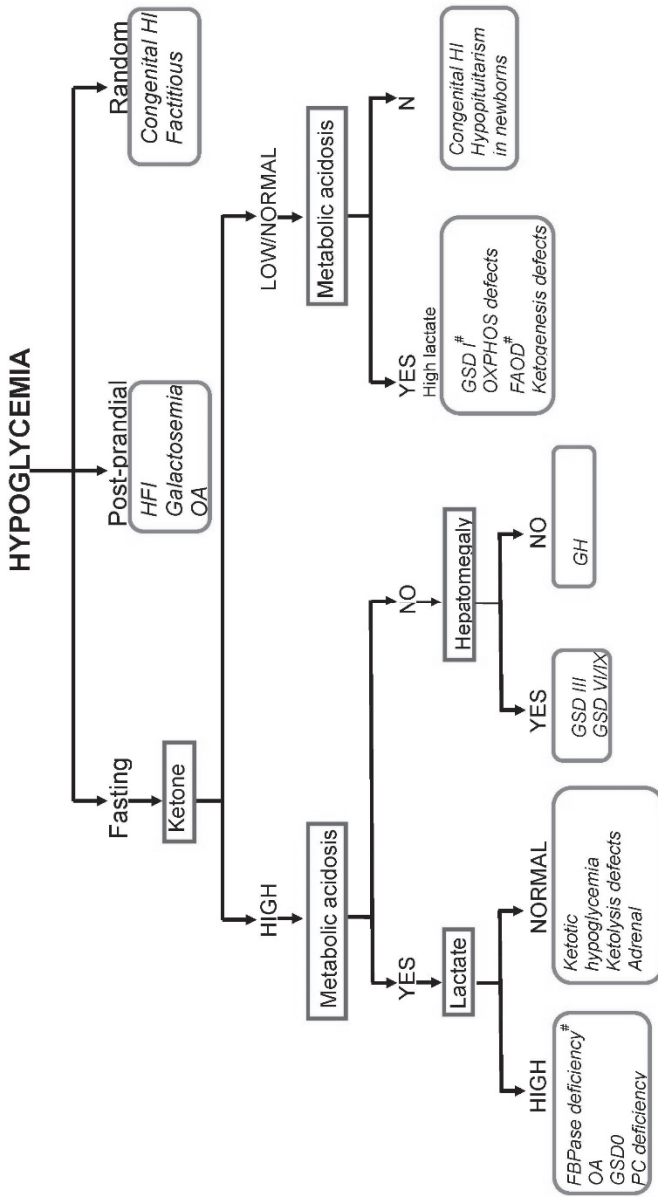 HYPOGLYCEMIA
Fasting
Post-prandial
Random
HFI
Galactosemia
OA
Congenital HI
Factitious
Ketone
HIGH
LOW/NORMAL
Metabolic acidosis
Metabolic acidosis
YES
NO
YES
High lactate
N
Lactate
Hepatomegaly
GSD I#
OXPHOS defects
FAOD#
Ketogenesis defects
Congenital HI
Hypopituitarism
in newborns
HIGH
NORMAL
YES
NO
FBPase deficiency#
OA
GSD0
PC deficiency
Ketotic
hypoglycemia
Ketolysis defects
Adrenal
GSD III
GSD VI/IX
GH